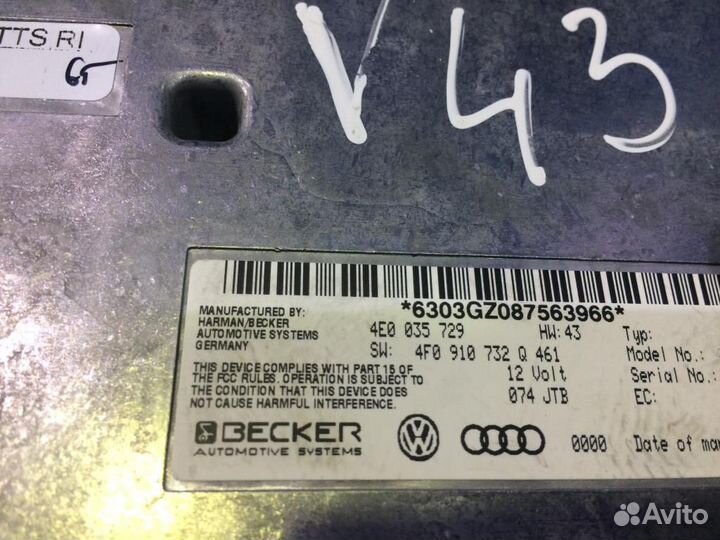 TTS RI
65
V43
*6303GZ087563966*
MANUFACTURED BY:
HARMAN/BECKER
AUTOMOTIVE SYSTEMS
GERMANY
4E0 035 729 HW:43 Typ:
SW: 4F0 910 732 Q 461 Model No.:
12 Volt Serial No.:
074 JTB EC:
THIS DEVICE COMPLIES WITH PART 15 OF
THE FCC RULES. OPERATION IS SUBJECT TO
THE CONDITION THAT THIS DEVICE DOES
NOT CAUSE HARMFUL INTERFERENCE.
BECKER
AUTOMOTIVE SYSTEMS
0000 Date of man
Avito